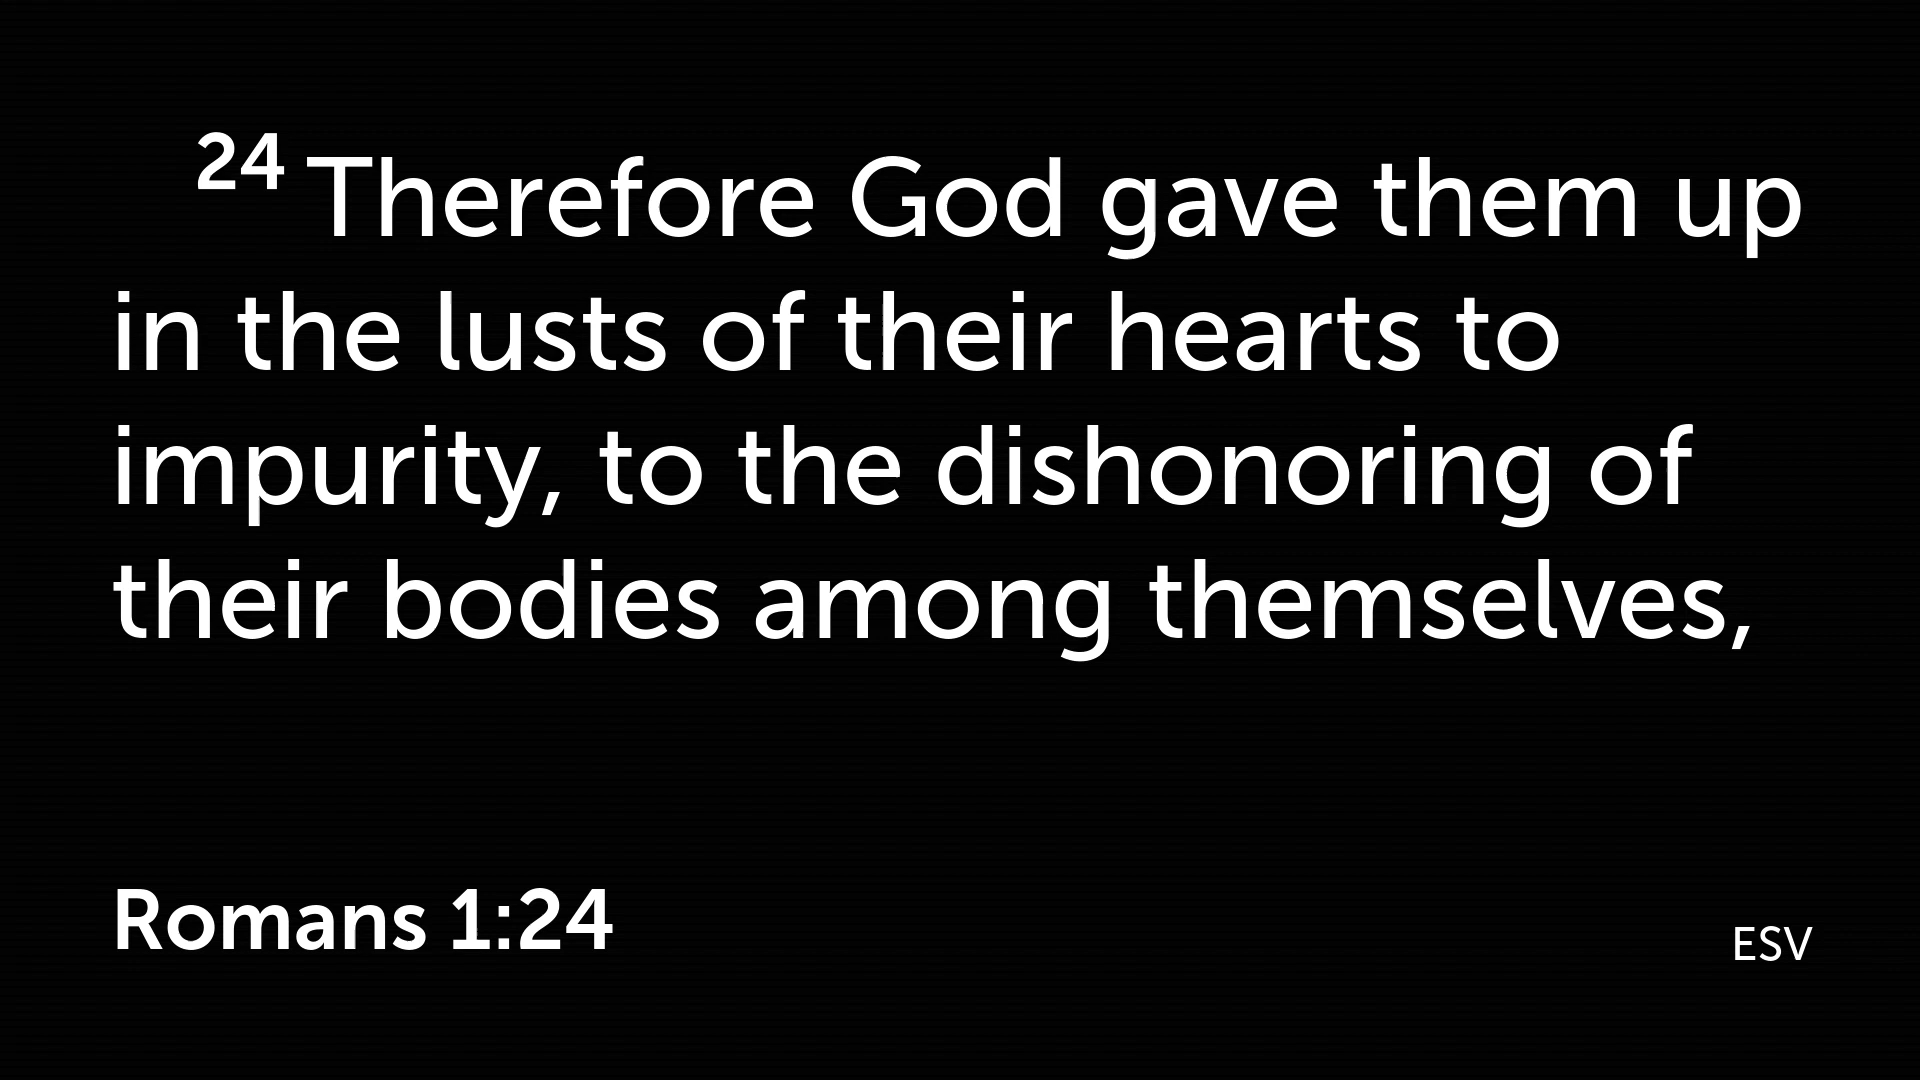 24 Therefore God gave them up
in the lusts of their hearts to
impurity, to the dishonoring of
their bodies among themselves,
Romans 1:24
ESV